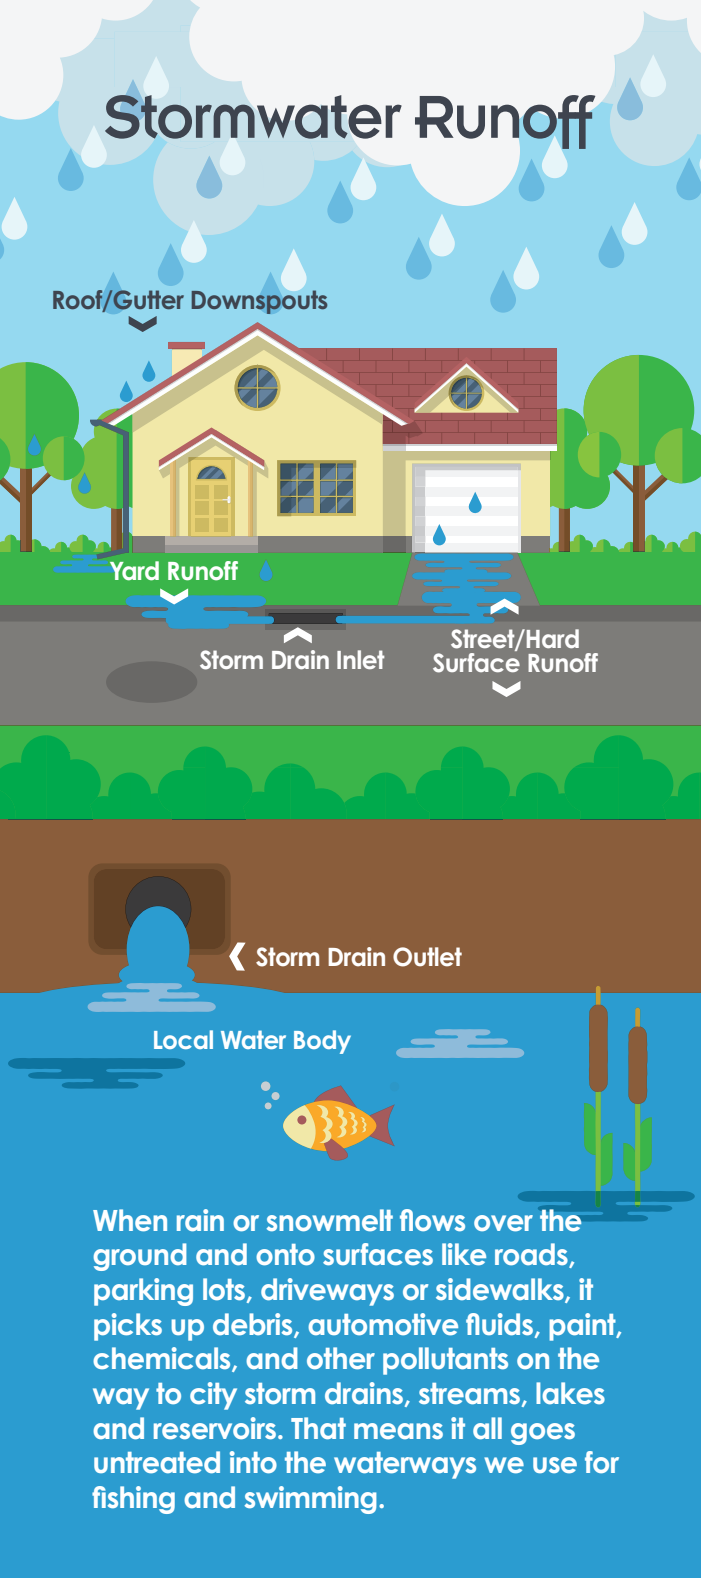 Stormwater Runoff
Roof/Gutter Downspouts
Yard Runoff
Storm Drain Inlet
Street/Hard
Surface Runoff
Storm Drain Outlet
Local Water Body
When rain or snowmelt flows over the
ground and onto surfaces like roads,
parking lots, driveways or sidewalks, it
picks up debris, automotive fluids, paint,
chemicals, and other pollutants on the
way to city storm drains, streams, lakes
and reservoirs. That means it all goes
untreated into the waterways we use for
fishing and swimming.